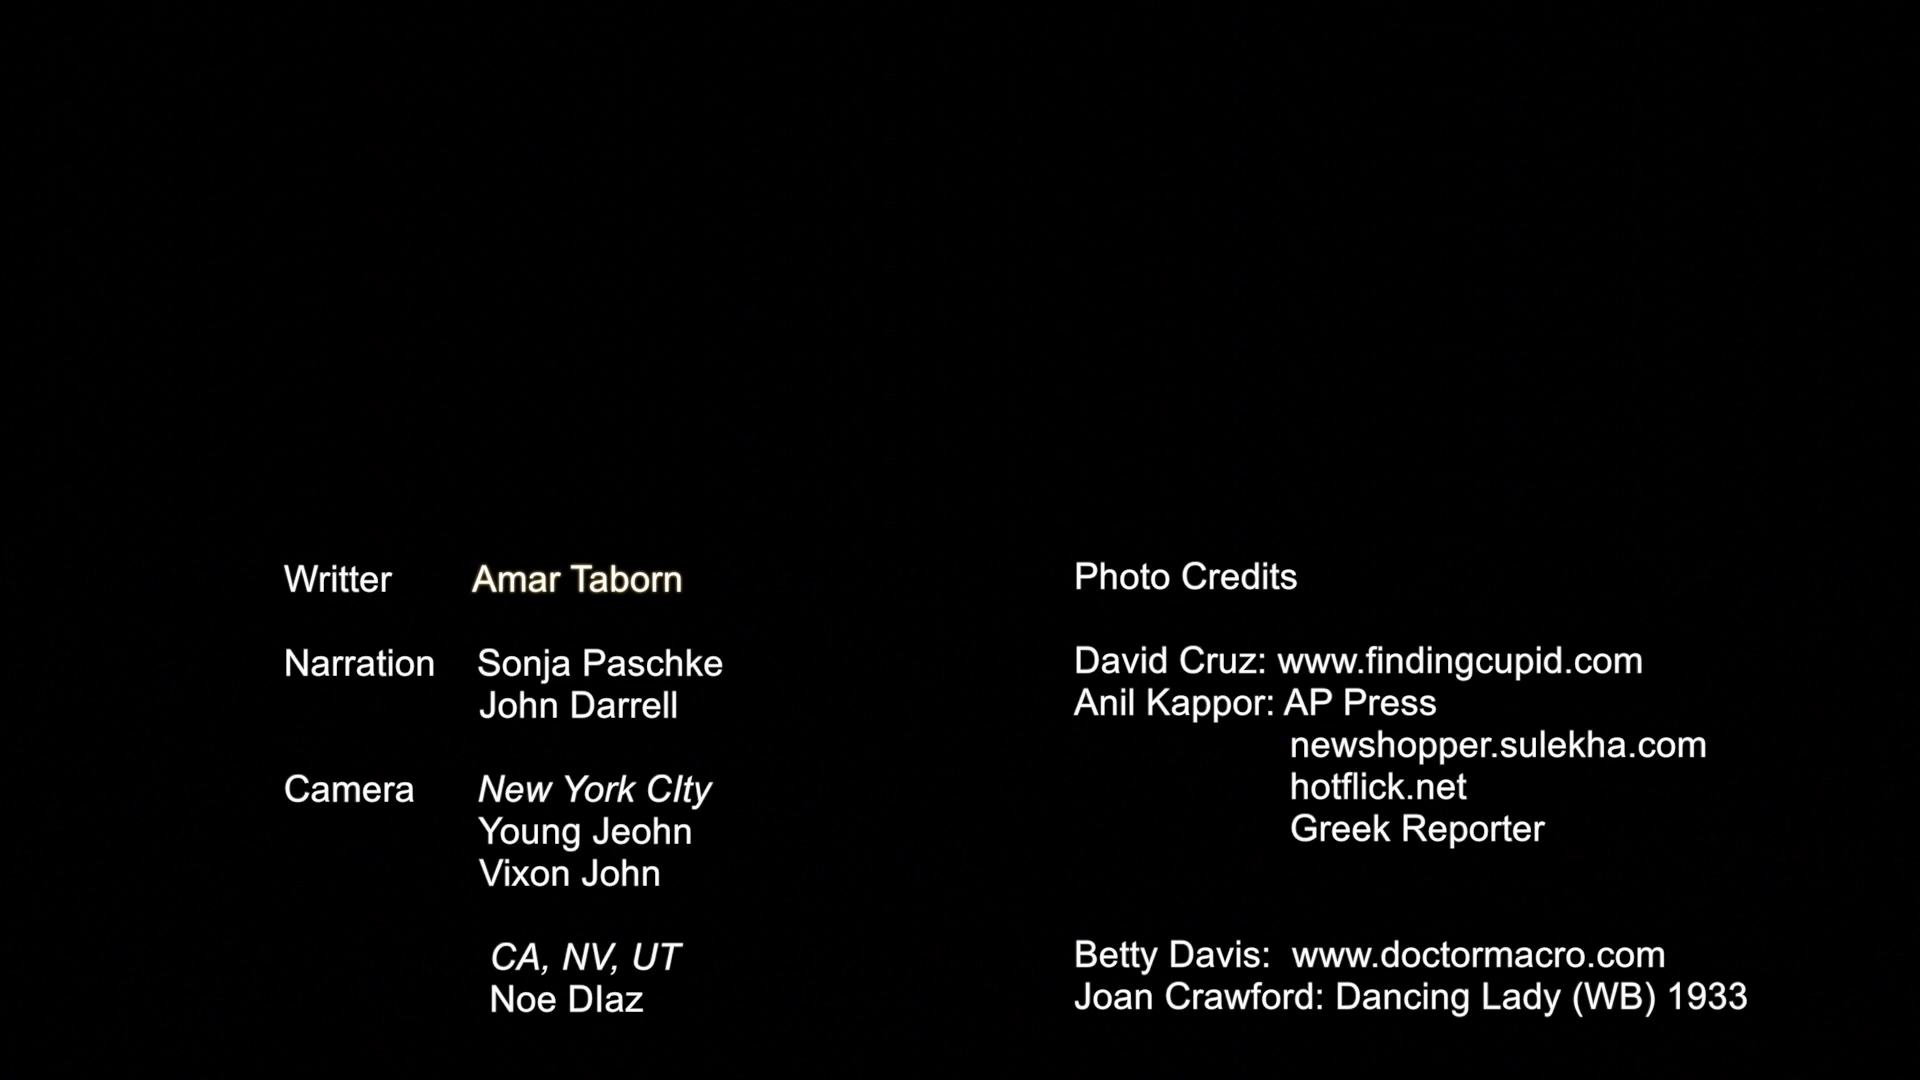 Writter Amar Taborn
Narration Sonja Paschke
John Darrell
Camera New York CIty
Young Jeohn
Vixon John
CA, NV, UT
Noe DIaz
Photo Credits
David Cruz: www.findingcupid.com
Anil Kappor: AP Press
newshopper.sulekha.com
hotflick.net
Greek Reporter
Betty Davis: www.doctormacro.com
Joan Crawford: Dancing Lady (WB) 1933